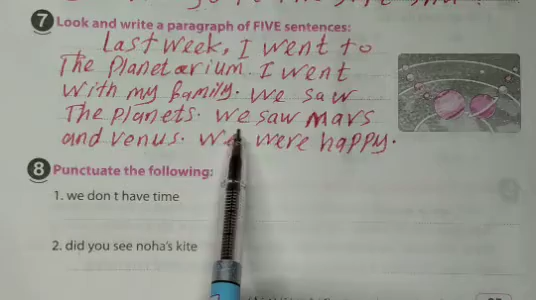 7 Look and write a paragraph of FIVE sentences:
Last week, I went to
The planetarium. I went
with my family. we saw
The planets. we saw mars
and venus. we were happy.
8 Punctuate the following:
1. we don t have time
2. did you see noha's kite